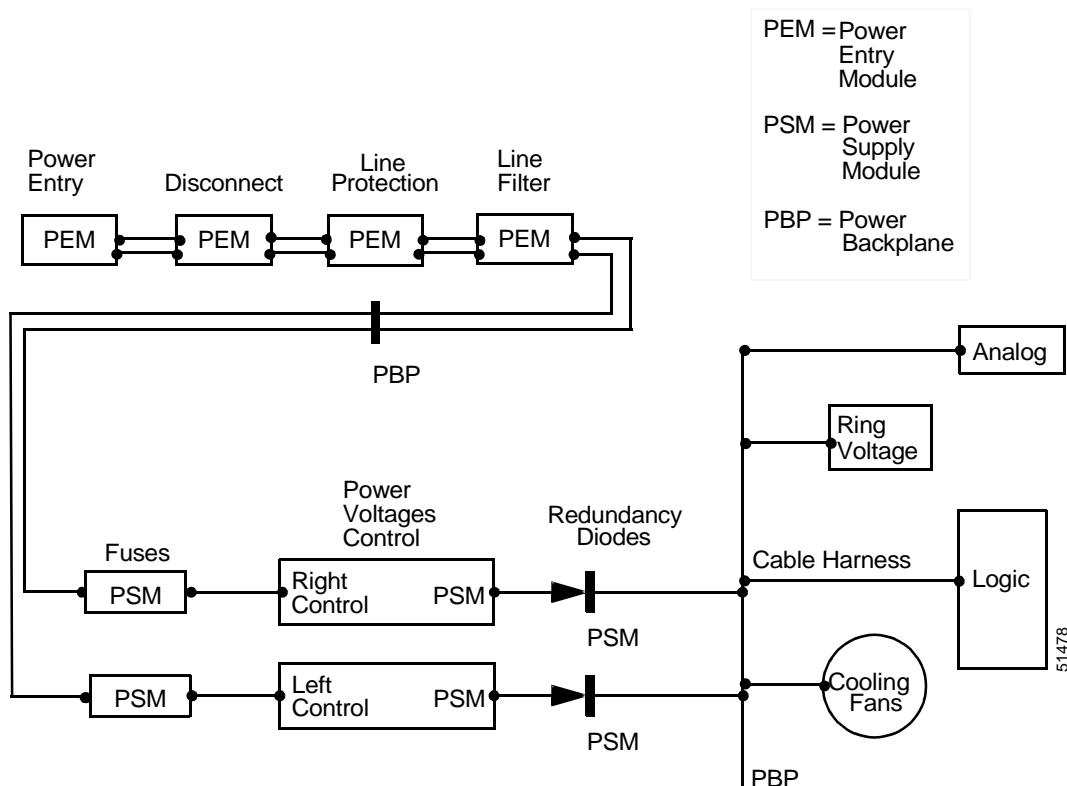 PEM = Power
Entry
Module
PSM = Power
Supply
Module
PBP = Power
Backplane
Power
Entry
Disconnect
Line
Protection
Line
Filter
PEM
PEM
PEM
PEM
PBP
Analog
Ring
Voltage
Power
Voltages
Control
Redundancy
Diodes
Fuses
Cable Harness
PSM
Right
Control
PSM
PSM
Logic
PSM
Left
Control
PSM
PSM
Cooling
Fans
PBP
51478